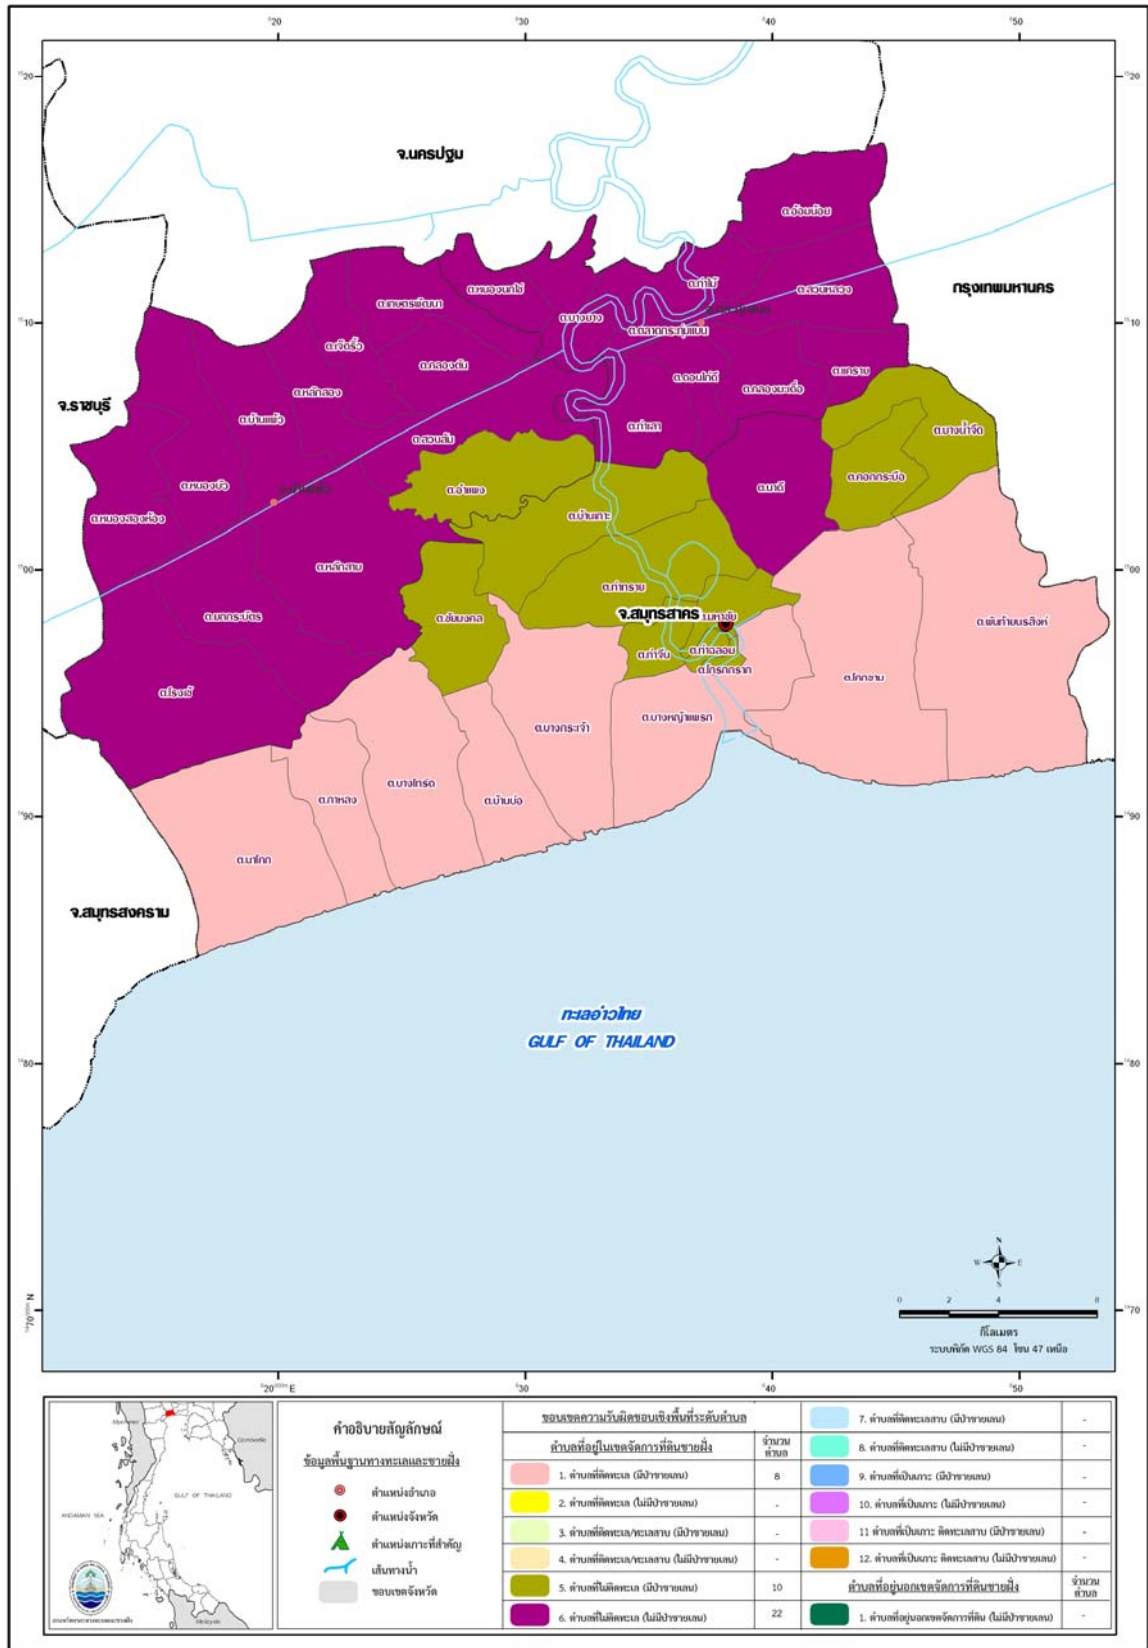 ⁶20 ⁶30 ⁶40 ⁶50
¹⁵20 ¹⁵20
จ.นครปฐม
ต.อ้อมน้อย
ต.หนองนกไข่ ต.ท่าไม้ ต.สวนหลวง กรุงเทพมหานคร
ต.เกษตรพัฒนา
¹⁵10 ต.บางยาง ต.ตลาดกระทุ่มแบน ¹⁵10
ต.เจ็ดริ้ว
ต.คลองตัน ต.ดอนไก่ดี ต.คลองมะเดื่อ ต.แคราย
ต.หลักสอง
จ.ราชบุรี
ต.บ้านแพ้ว ต.ท่าเสา ต.บางน้ำจืด
ต.สวนส้ม
ต.หนองบัว ต.อำแพง ต.นาดี ต.คอกกระบือ
ต.หนองสองห้อง ต.บ้านเกาะ
¹⁵00 ต.หลักสาม ¹⁵00
ต.ท่าทราย
ต.ยกกระบัตร ต.ชัยมงคล จ.สมุทรสาคร ต.มหาชัย ต.พันท้ายนรสิงห์
ต.ท่าจีน ต.ท่าฉลอม
ต.โรงเข้ ต.โกรกกราก ต.โคกขาม
ต.บางหญ้าแพรก
ต.บางกระเจ้า
ต.บางโทรัด
ต.กาหลง ต.บ้านบ่อ
¹⁴90 ¹⁴90
ต.นาโคก
จ.สมุทรสงคราม
ทะเลอ่าวไทย
GULF OF THAILAND
¹⁴80 ¹⁴80
N
W E
S
¹⁴70⁰⁰⁰ᵐ N ¹⁴70
0 2 4 8
กิโลเมตร
ระบบพิกัด WGS 84 โซน 47 เหนือ
⁶20⁰⁰⁰ᵐ E ⁶30 ⁶40 ⁶50
Myanmar
Cambodia
GULF OF THAILAND
ANDAMAN SEA
Malaysia
กรมทรัพยากรทางทะเลและชายฝั่ง
คำอธิบายสัญลักษณ์
ข้อมูลพื้นฐานทางทะเลและชายฝั่ง
ตำแหน่งอำเภอ
ตำแหน่งจังหวัด
ตำแหน่งเกาะที่สำคัญ
เส้นทางน้ำ
ขอบเขตจังหวัด
ขอบเขตความรับผิดชอบเชิงพื้นที่ระดับตำบล
ตำบลที่อยู่ในเขตจัดการที่ดินชายฝั่ง จำนวนตำบล
1. ตำบลที่ติดทะเล (มีป่าชายเลน) 8
2. ตำบลที่ติดทะเล (ไม่มีป่าชายเลน) -
3. ตำบลที่ติดทะเล/ทะเลสาบ (มีป่าชายเลน) -
4. ตำบลที่ติดทะเล/ทะเลสาบ (ไม่มีป่าชายเลน) -
5. ตำบลที่ไม่ติดทะเล (มีป่าชายเลน) 10
6. ตำบลที่ไม่ติดทะเล (ไม่มีป่าชายเลน) 22
7. ตำบลที่ติดทะเลสาบ (มีป่าชายเลน) -
8. ตำบลที่ติดทะเลสาบ (ไม่มีป่าชายเลน) -
9. ตำบลที่เป็นเกาะ (มีป่าชายเลน) -
10. ตำบลที่เป็นเกาะ (ไม่มีป่าชายเลน) -
11 ตำบลที่เป็นเกาะ ติดทะเลสาบ (มีป่าชายเลน) -
12. ตำบลที่เป็นเกาะ ติดทะเลสาบ (ไม่มีป่าชายเลน) -
ตำบลที่อยู่นอกเขตจัดการที่ดินชายฝั่ง จำนวนตำบล
1. ตำบลที่อยู่นอกเขตจัดการที่ดิน (ไม่มีป่าชายเลน) -